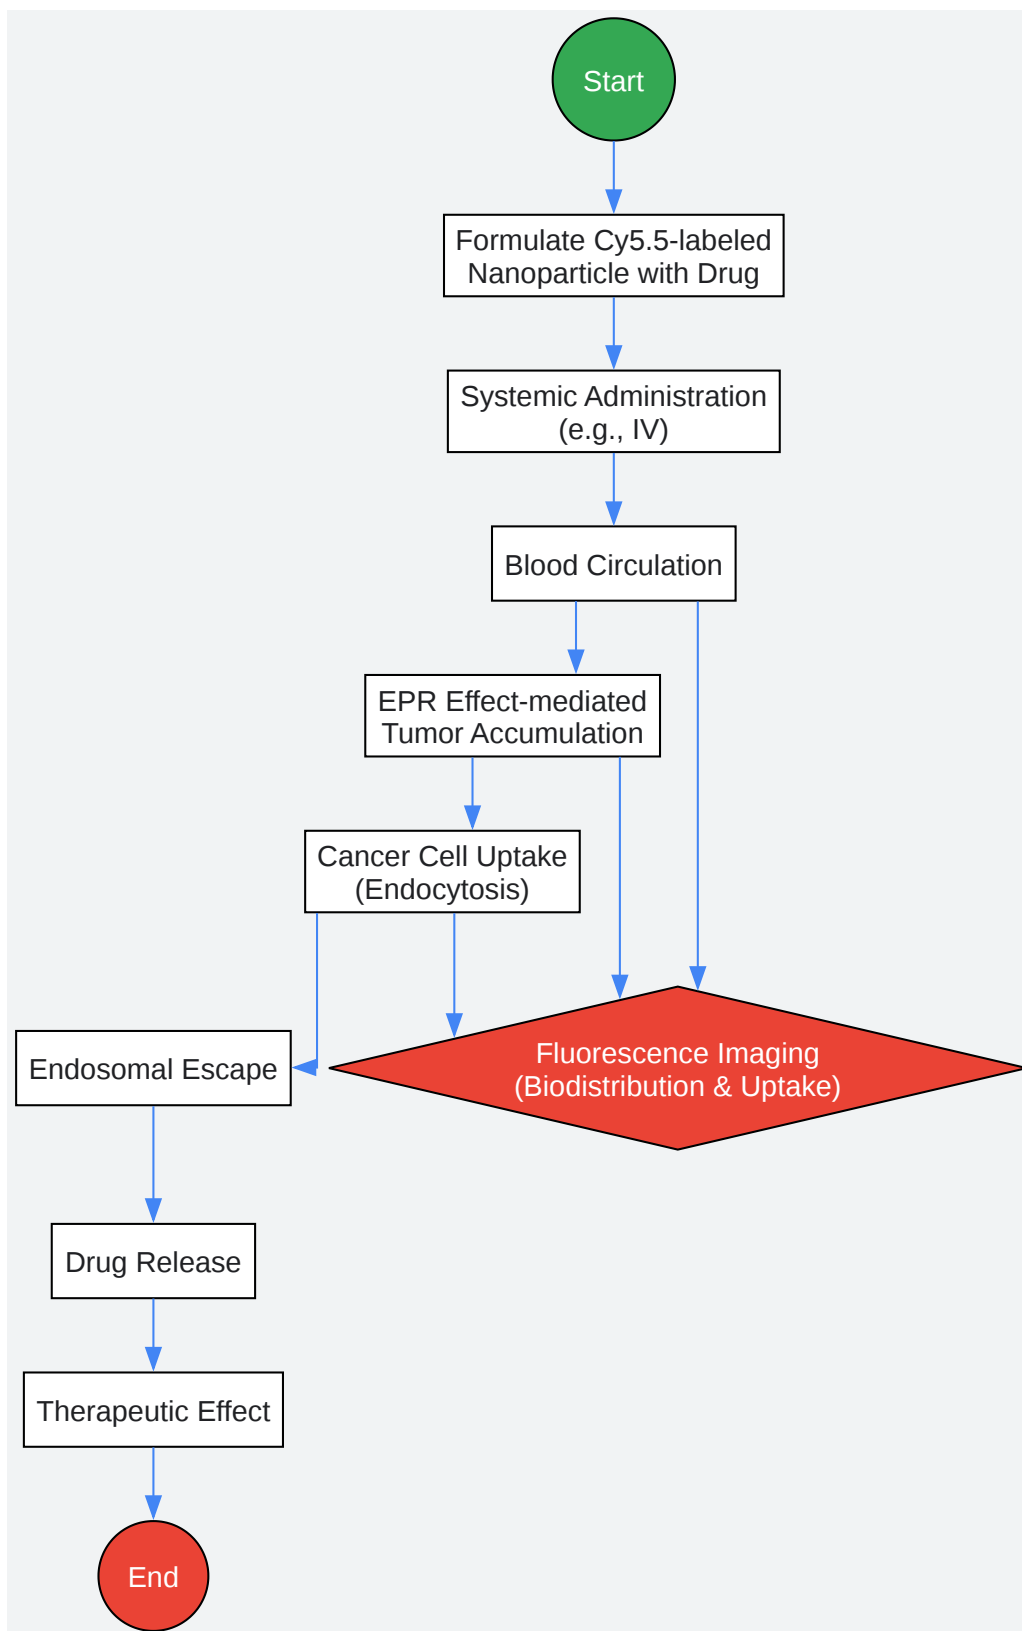 Start
Formulate Cy5.5-labeled
Nanoparticle with Drug
Systemic Administration
(e.g., IV)
Blood Circulation
EPR Effect-mediated
Tumor Accumulation
Cancer Cell Uptake
(Endocytosis)
Fluorescence Imaging
(Biodistribution & Uptake)
Endosomal Escape
Drug Release
Therapeutic Effect
End